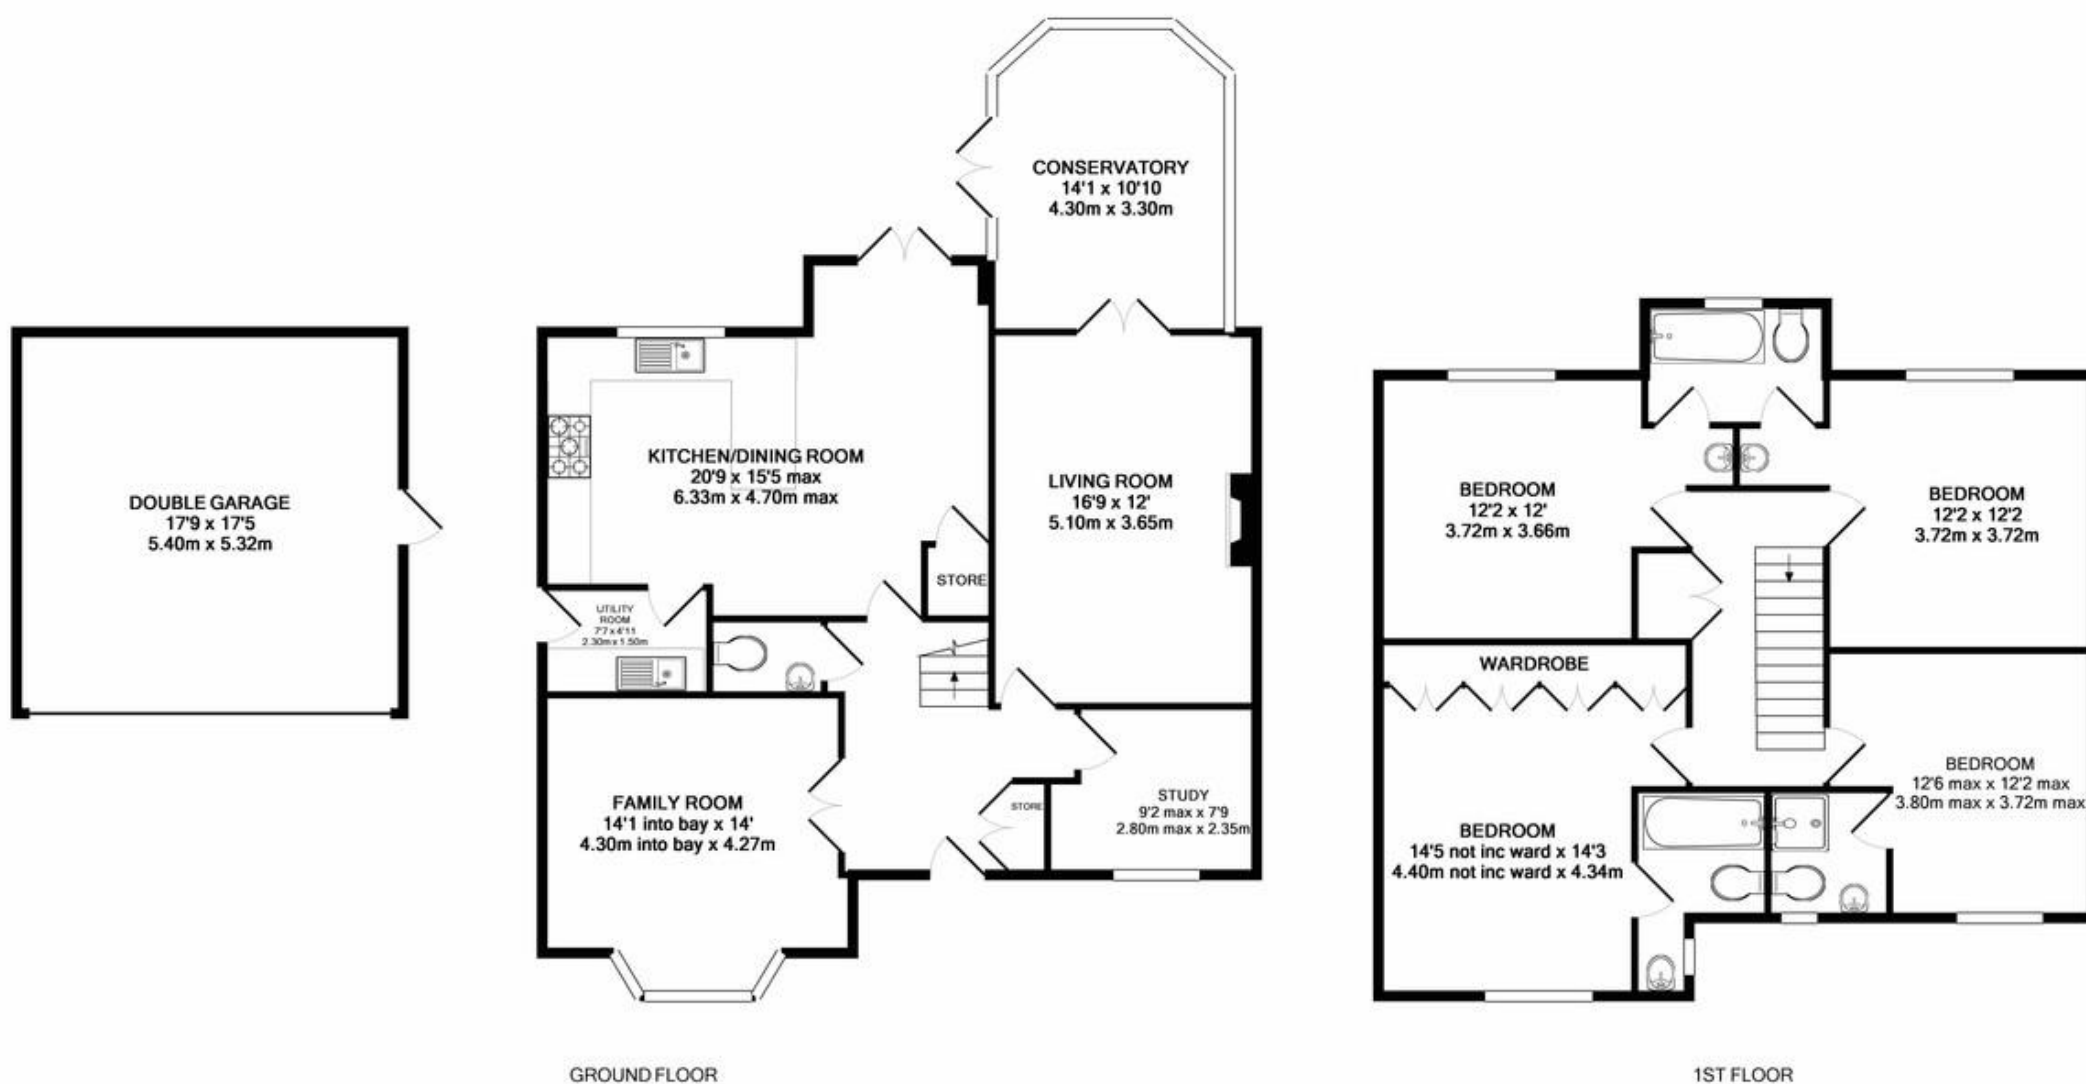 CONSERVATORY
14'1 x 10'10
4.30m x 3.30m
DOUBLE GARAGE
17'9 x 17'5
5.40m x 5.32m
KITCHEN/DINING ROOM
20'9 x 15'5 max
6.33m x 4.70m max
LIVING ROOM
16'9 x 12'
5.10m x 3.65m
STORE
UTILITY
ROOM
7'7 x 4'11
2.30m x 1.50m
FAMILY ROOM
14'1 into bay x 14'
4.30m into bay x 4.27m
STORE
STUDY
9'2 max x 7'9
2.80m max x 2.35m
GROUND FLOOR
BEDROOM
12'2 x 12'
3.72m x 3.66m
BEDROOM
12'2 x 12'2
3.72m x 3.72m
WARDROBE
BEDROOM
12'6 max x 12'2 max
3.80m max x 3.72m max
BEDROOM
14'5 not inc ward x 14'3
4.40m not inc ward x 4.34m
1ST FLOOR